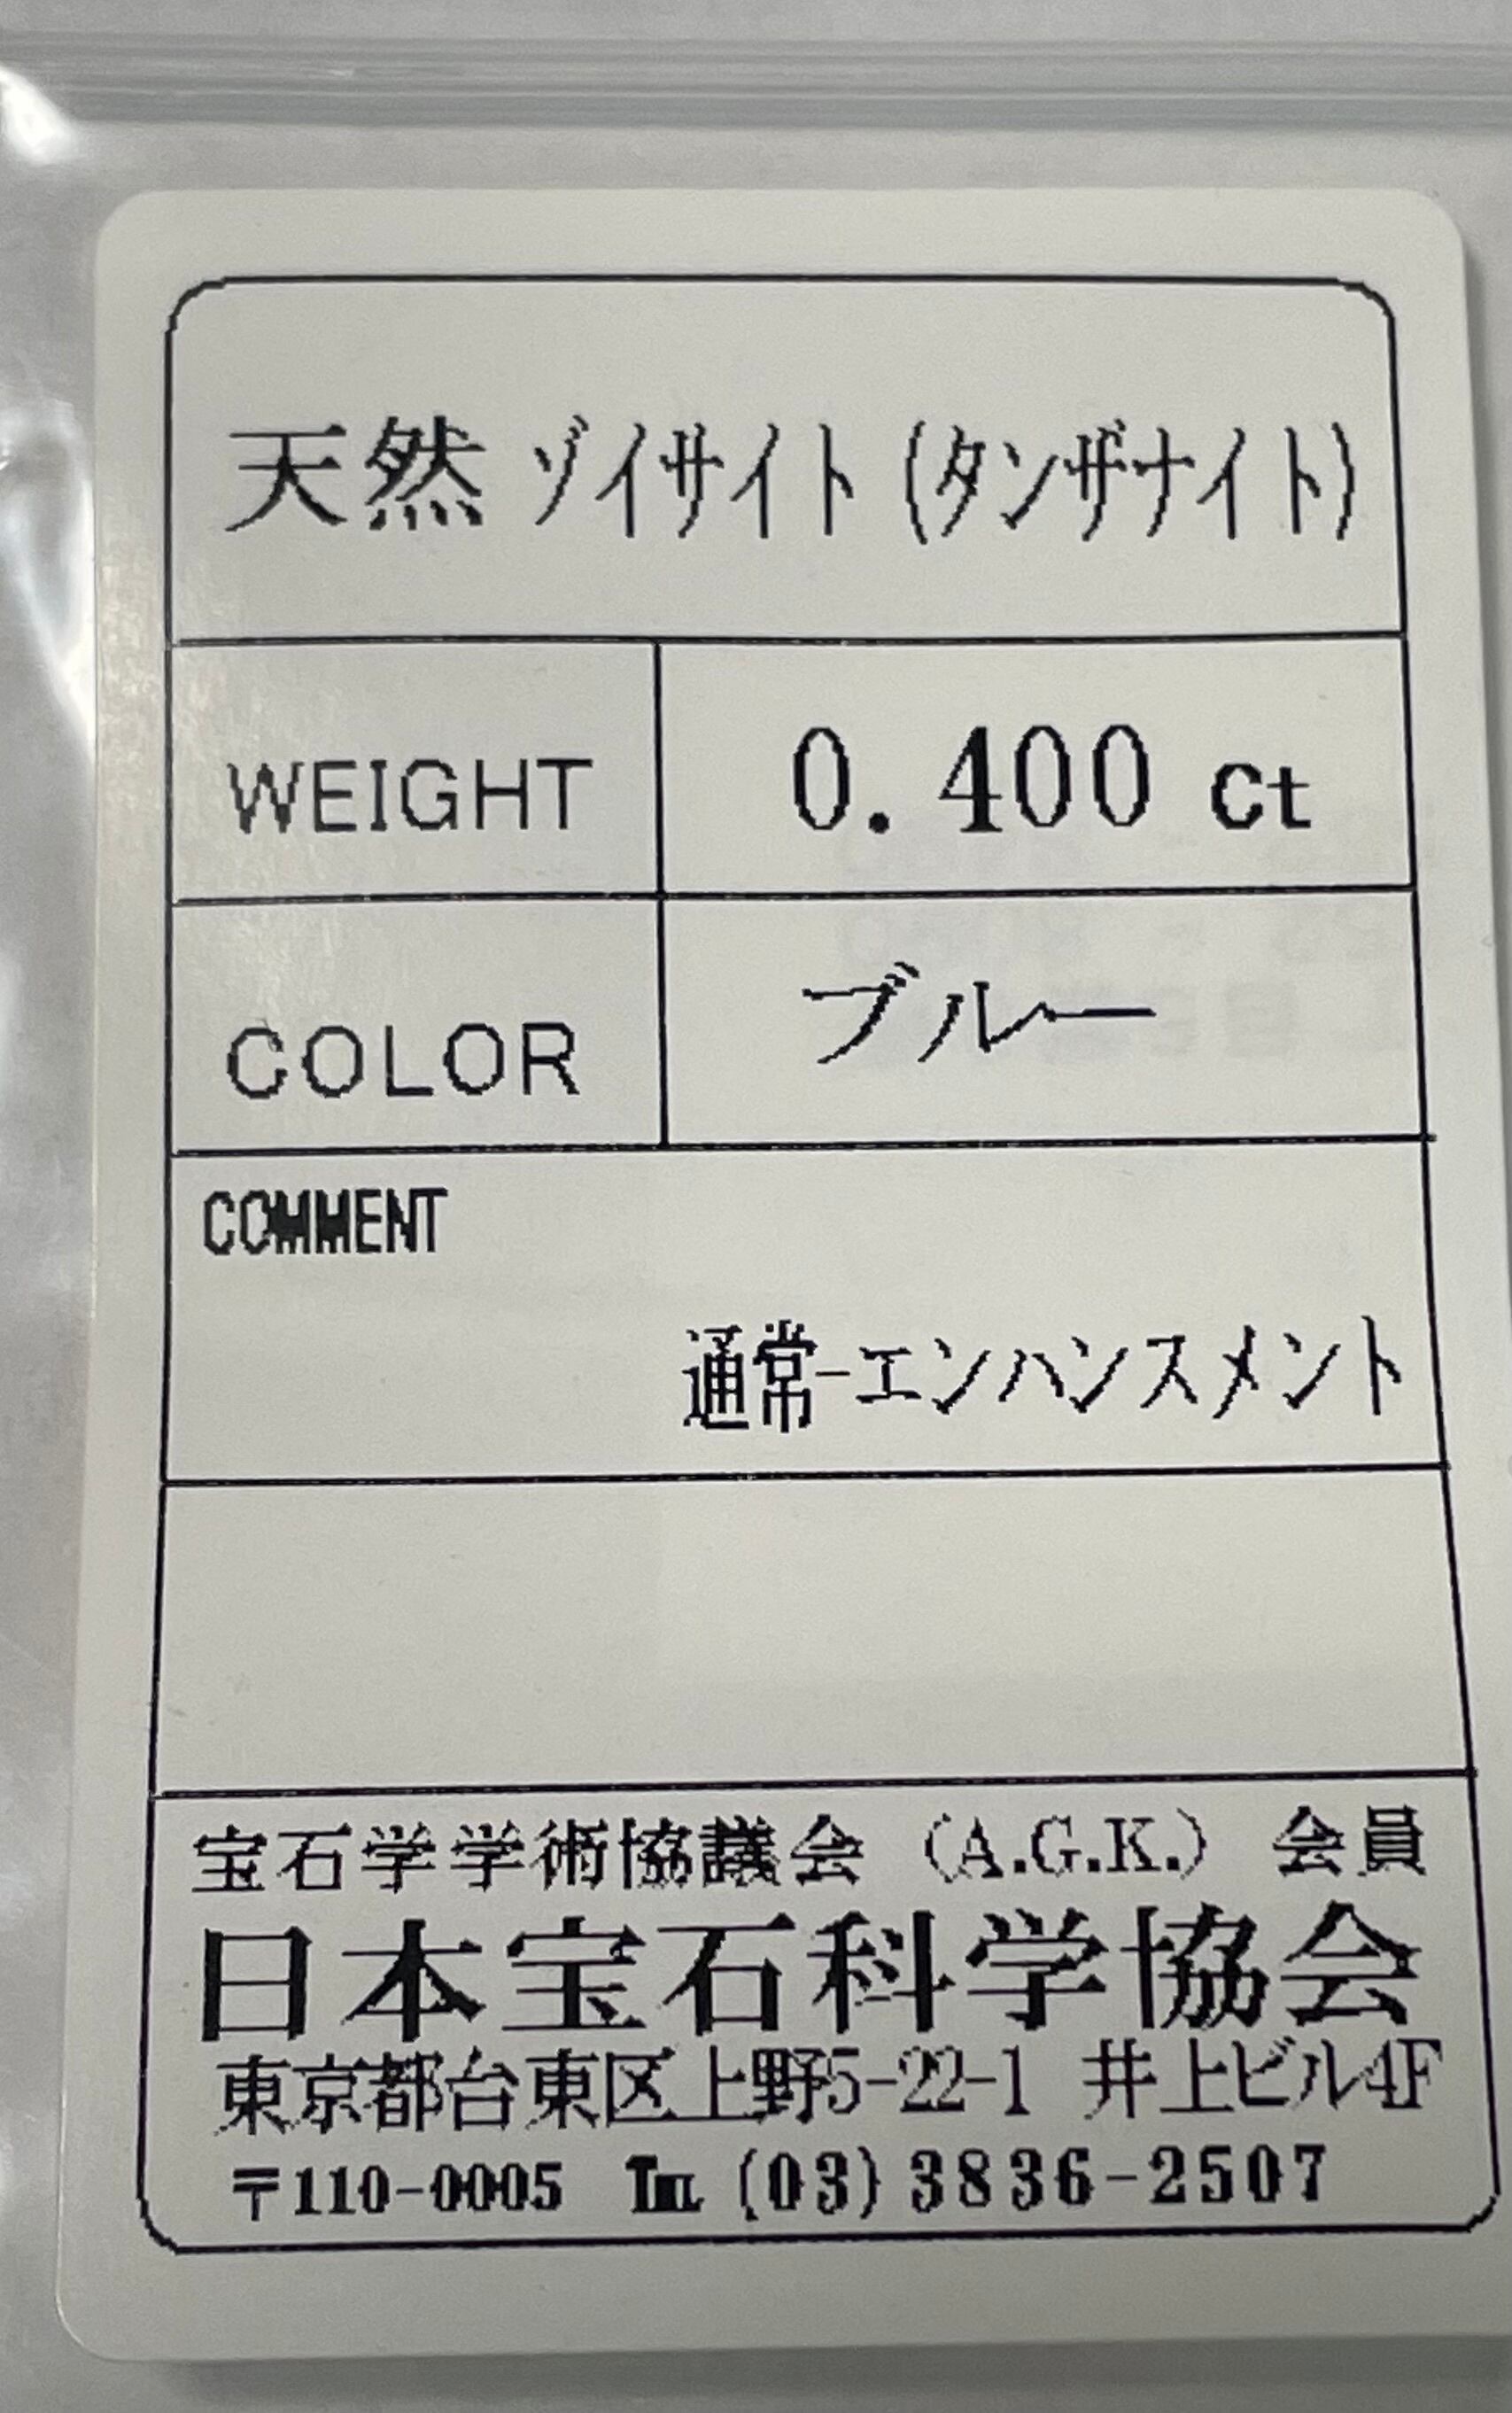 天然 ゾイサイト(タンザナイト)
WEIGHT 0.400 ct
COLOR ブルー
COMMENT
通常-エンハンスメント
宝石学学術協議会 (A.G.K.) 会員
日本宝石科学協会
東京都台東区上野5-22-1 井上ビル4F
〒110-0005 ℡ (03)3836-2507